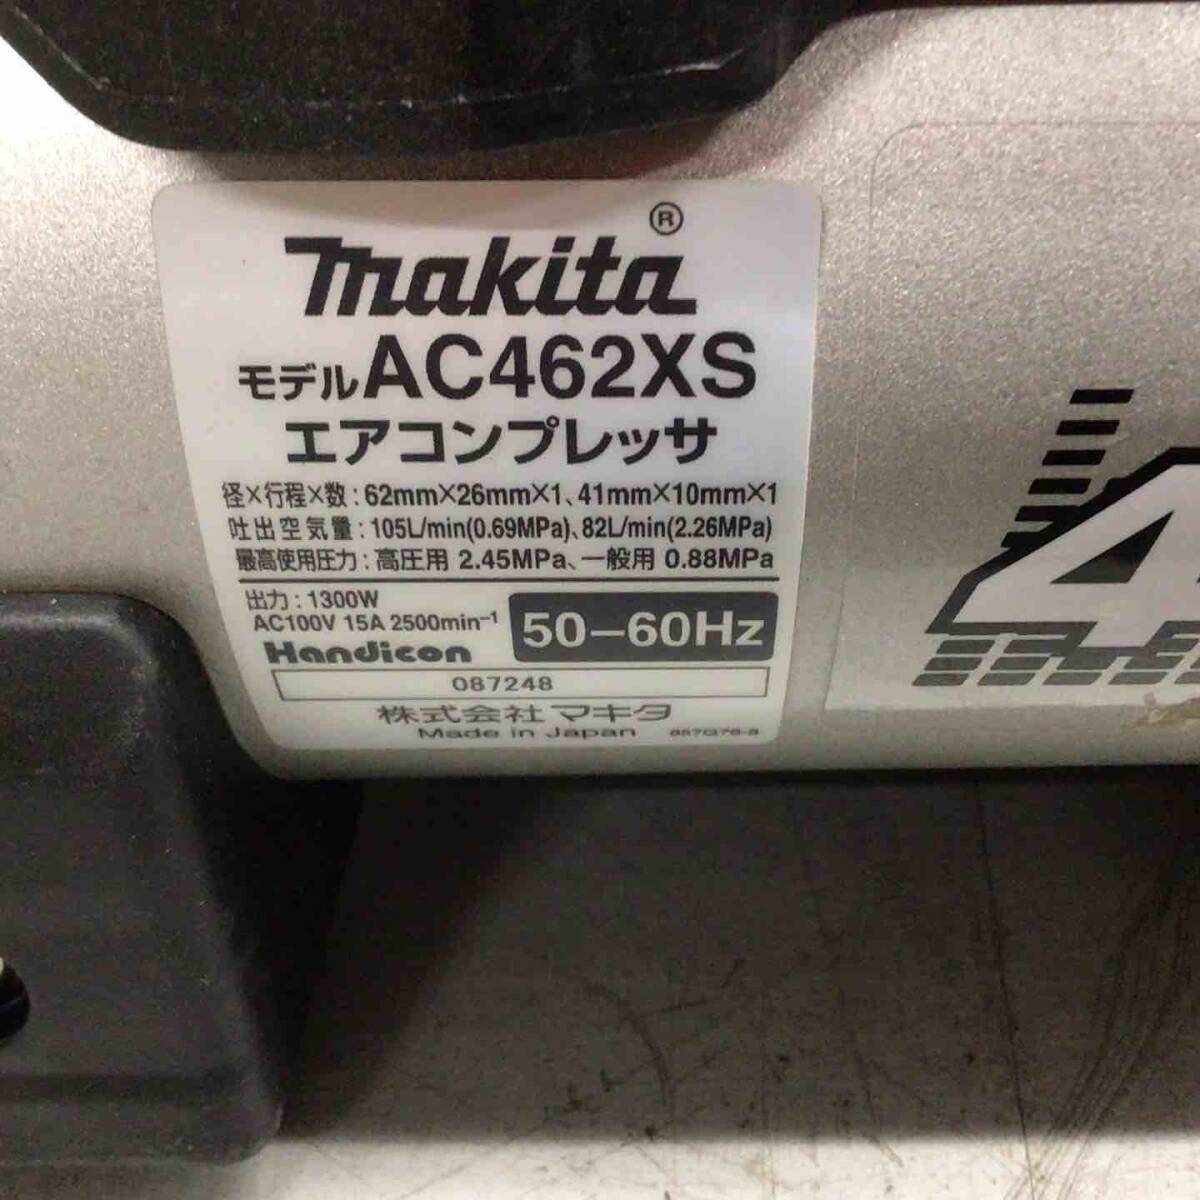 makita®
モデルAC462XS
エアコンプレッサ
径×行程×数:62mm×26mm×1、41mm×10mm×1
吐出空気量:105L/min(0.69MPa)、82L/min(2.26MPa)
最高使用圧力:高圧用 2.45MPa、一般用 0.88MPa
出力:1300W
AC100V 15A 2500min⁻¹
50-60Hz
Handicon
087248
株式会社マキタ
Made in Japan
4